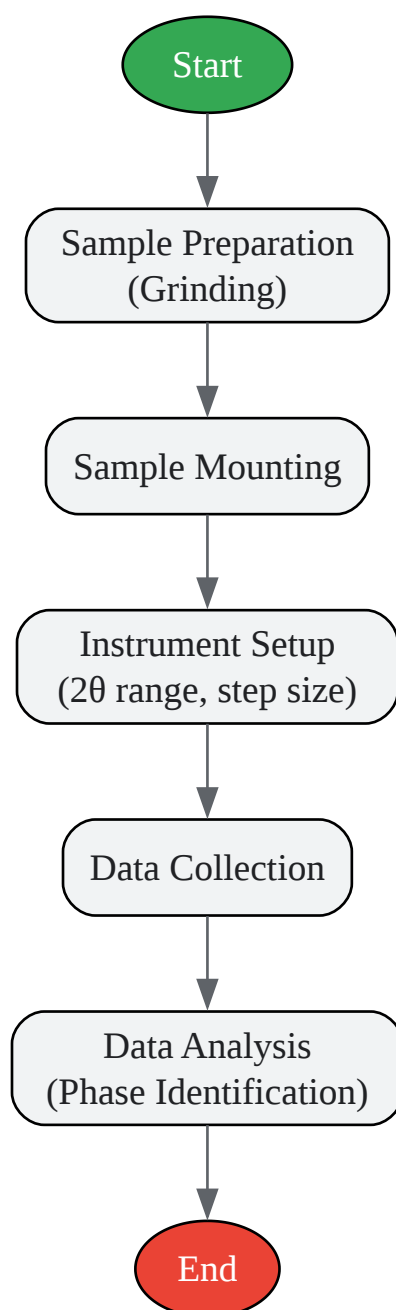 Start
Sample Preparation
(Grinding)
Sample Mounting
Instrument Setup
(2θ range, step size)
Data Collection
Data Analysis
(Phase Identification)
End